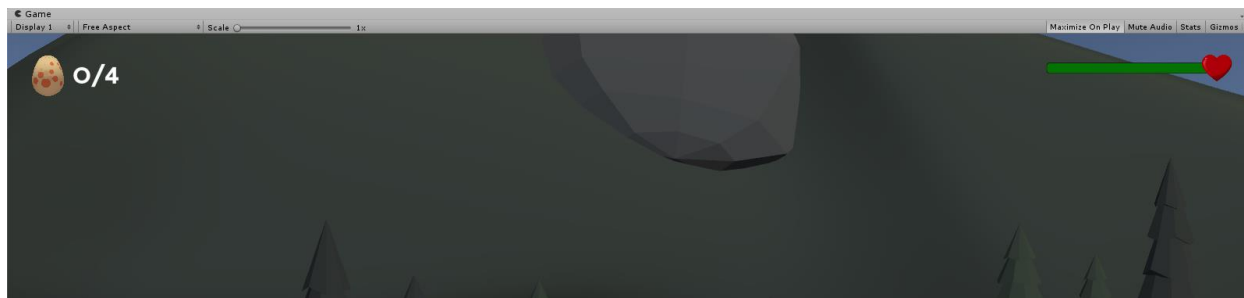 Game
Display 1 Free Aspect Scale 1x Maximize On Play Mute Audio Stats Gizmos
0/4